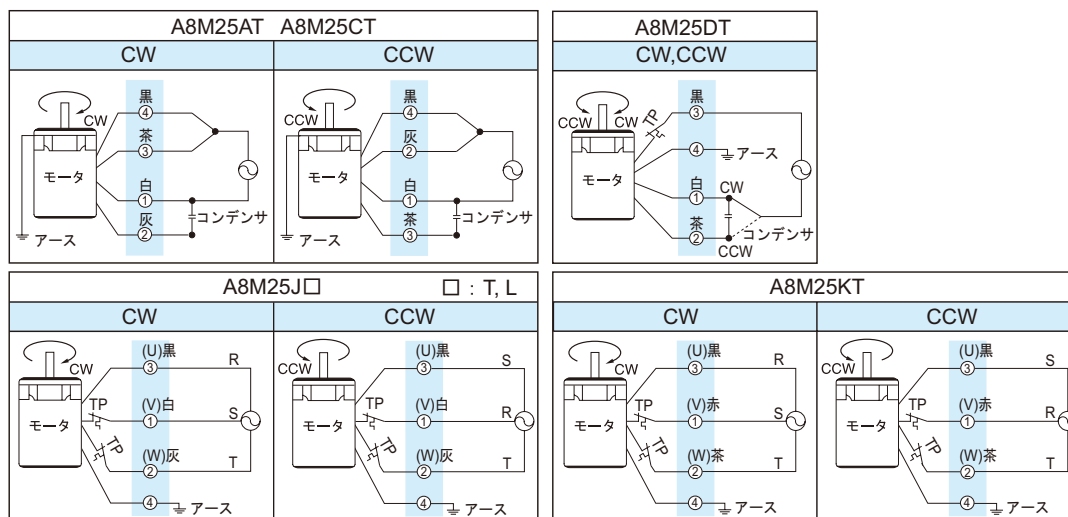 A8M25AT A8M25CT
CW
CCW
CW
モータ
アース
黒
④
茶
③
白
①
灰
②
コンデンサ
CCW
モータ
アース
黒
④
灰
②
白
①
茶
③
コンデンサ
A8M25DT
CW,CCW
CCW
CW
モータ
TP
黒
③
④
アース
白
①
茶
②
CW
CCW
コンデンサ
A8M25J□ □:T, L
CW
CCW
CW
モータ
TP
TP
(U)黒
③
R
(V)白
①
S
(W)灰
②
T
④
アース
CCW
モータ
TP
TP
(U)黒
③
S
(V)白
①
R
(W)灰
②
T
④
アース
A8M25KT
CW
CCW
CW
モータ
TP
TP
(U)黒
③
R
(V)赤
①
S
(W)茶
②
T
④
アース
CCW
モータ
TP
TP
(U)黒
③
S
(V)赤
①
R
(W)茶
②
T
④
アース